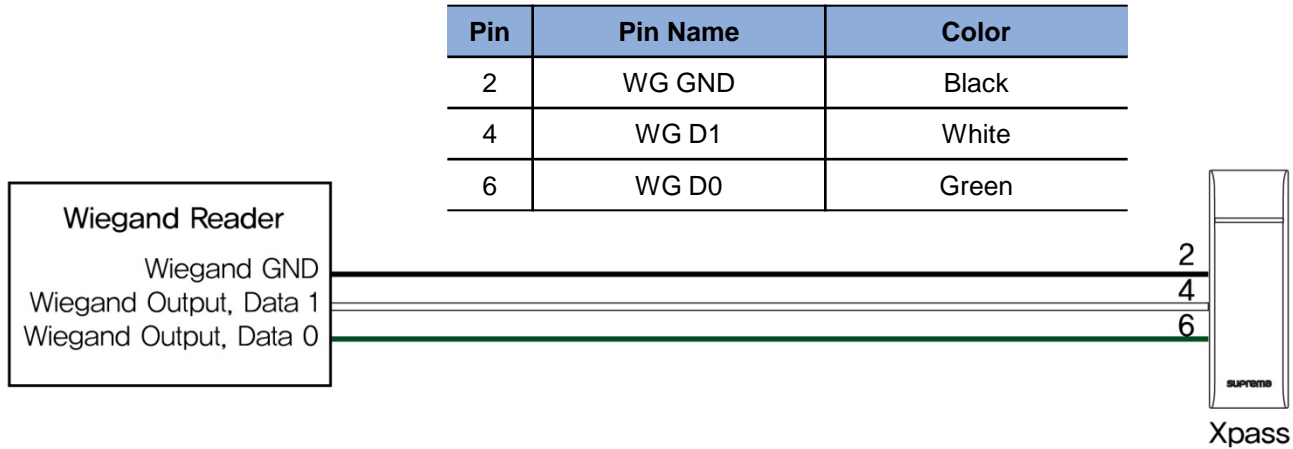 Pin Pin Name Color
2 WG GND Black
4 WG D1 White
6 WG D0 Green
Wiegand Reader
Wiegand GND 2
Wiegand Output, Data 1 4
Wiegand Output, Data 0 6
suprema
Xpass